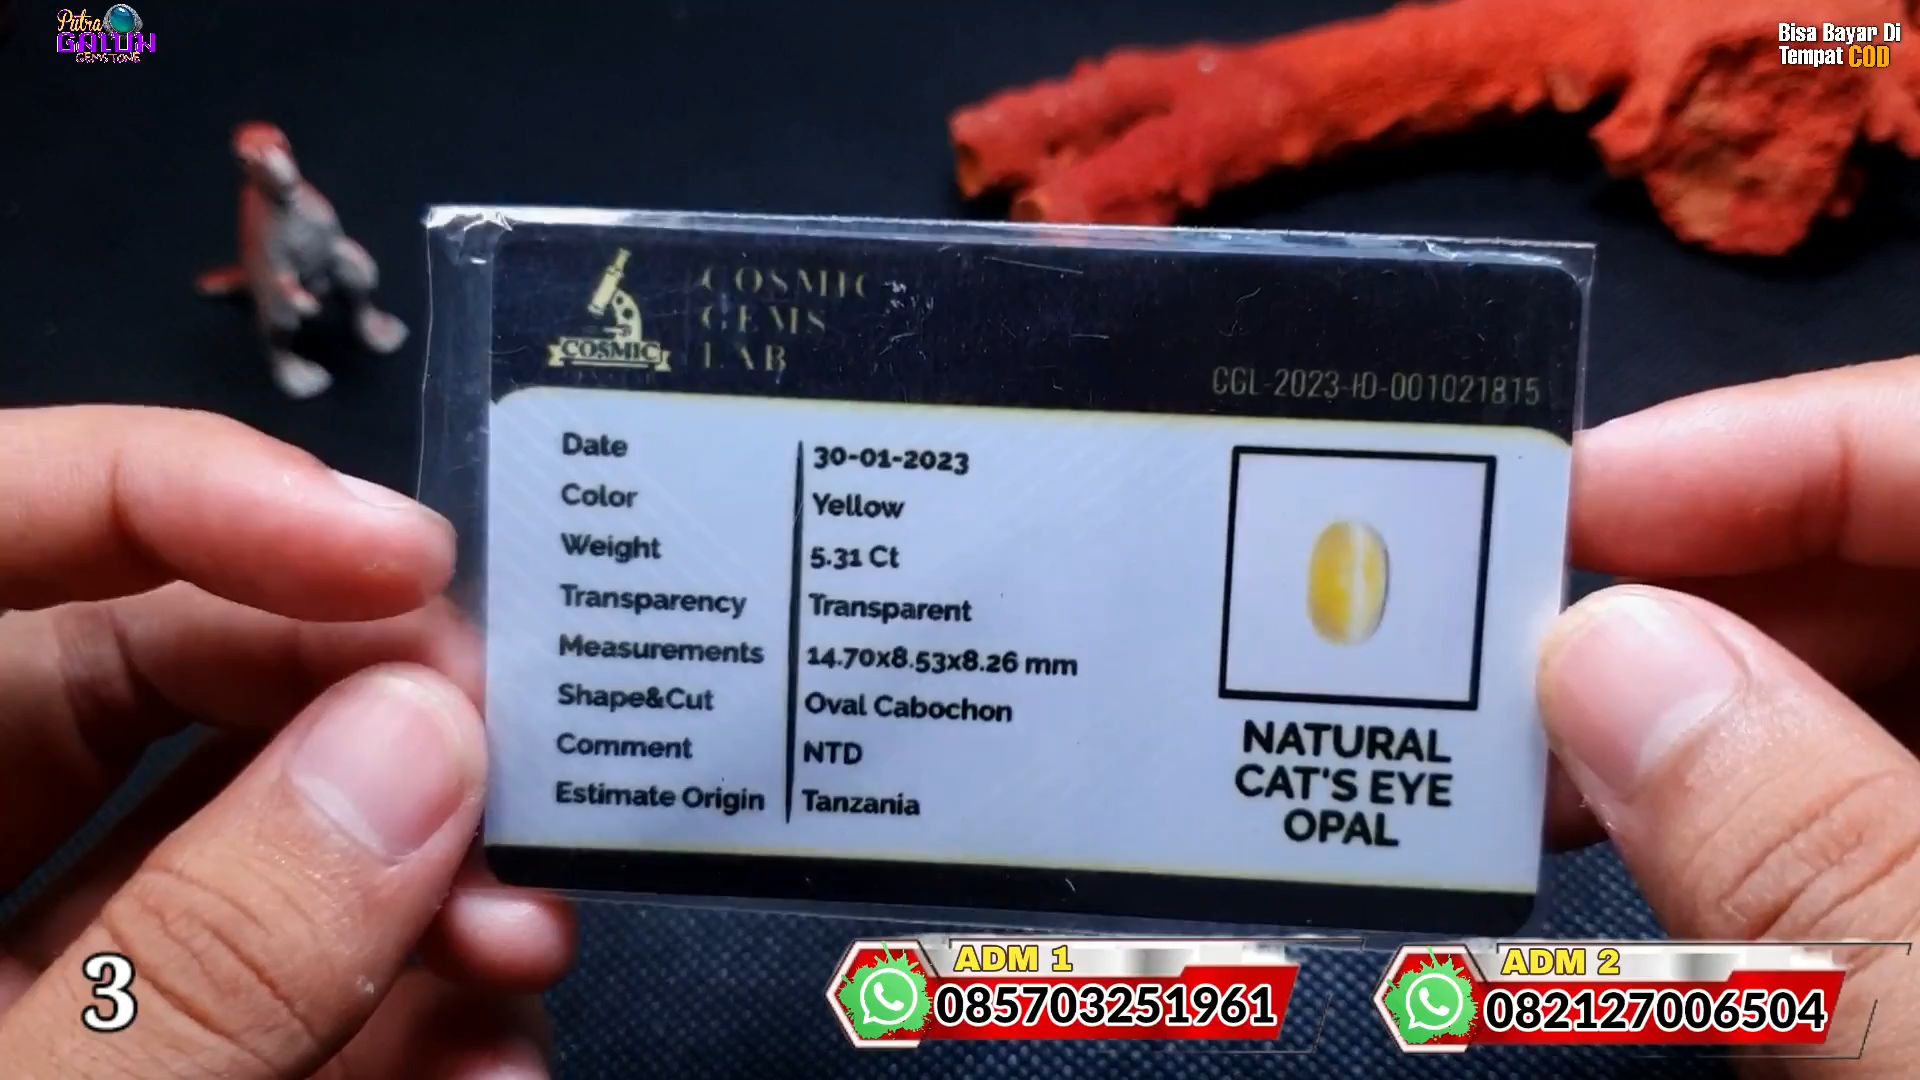 Putra
GALUH
GEMSTONE
Bisa Bayar Di
Tempat COD
COSMIC
GEMS
LAB
COSMIC
CGL-2023-ID-001021815
Date 30-01-2023
Color Yellow
Weight 5.31 Ct
Transparency Transparent
Measurements 14.70x8.53x8.26 mm
Shape&Cut Oval Cabochon
Comment NTD
Estimate Origin Tanzania
NATURAL
CAT'S EYE
OPAL
3
ADM 1
085703251961
ADM 2
082127006504